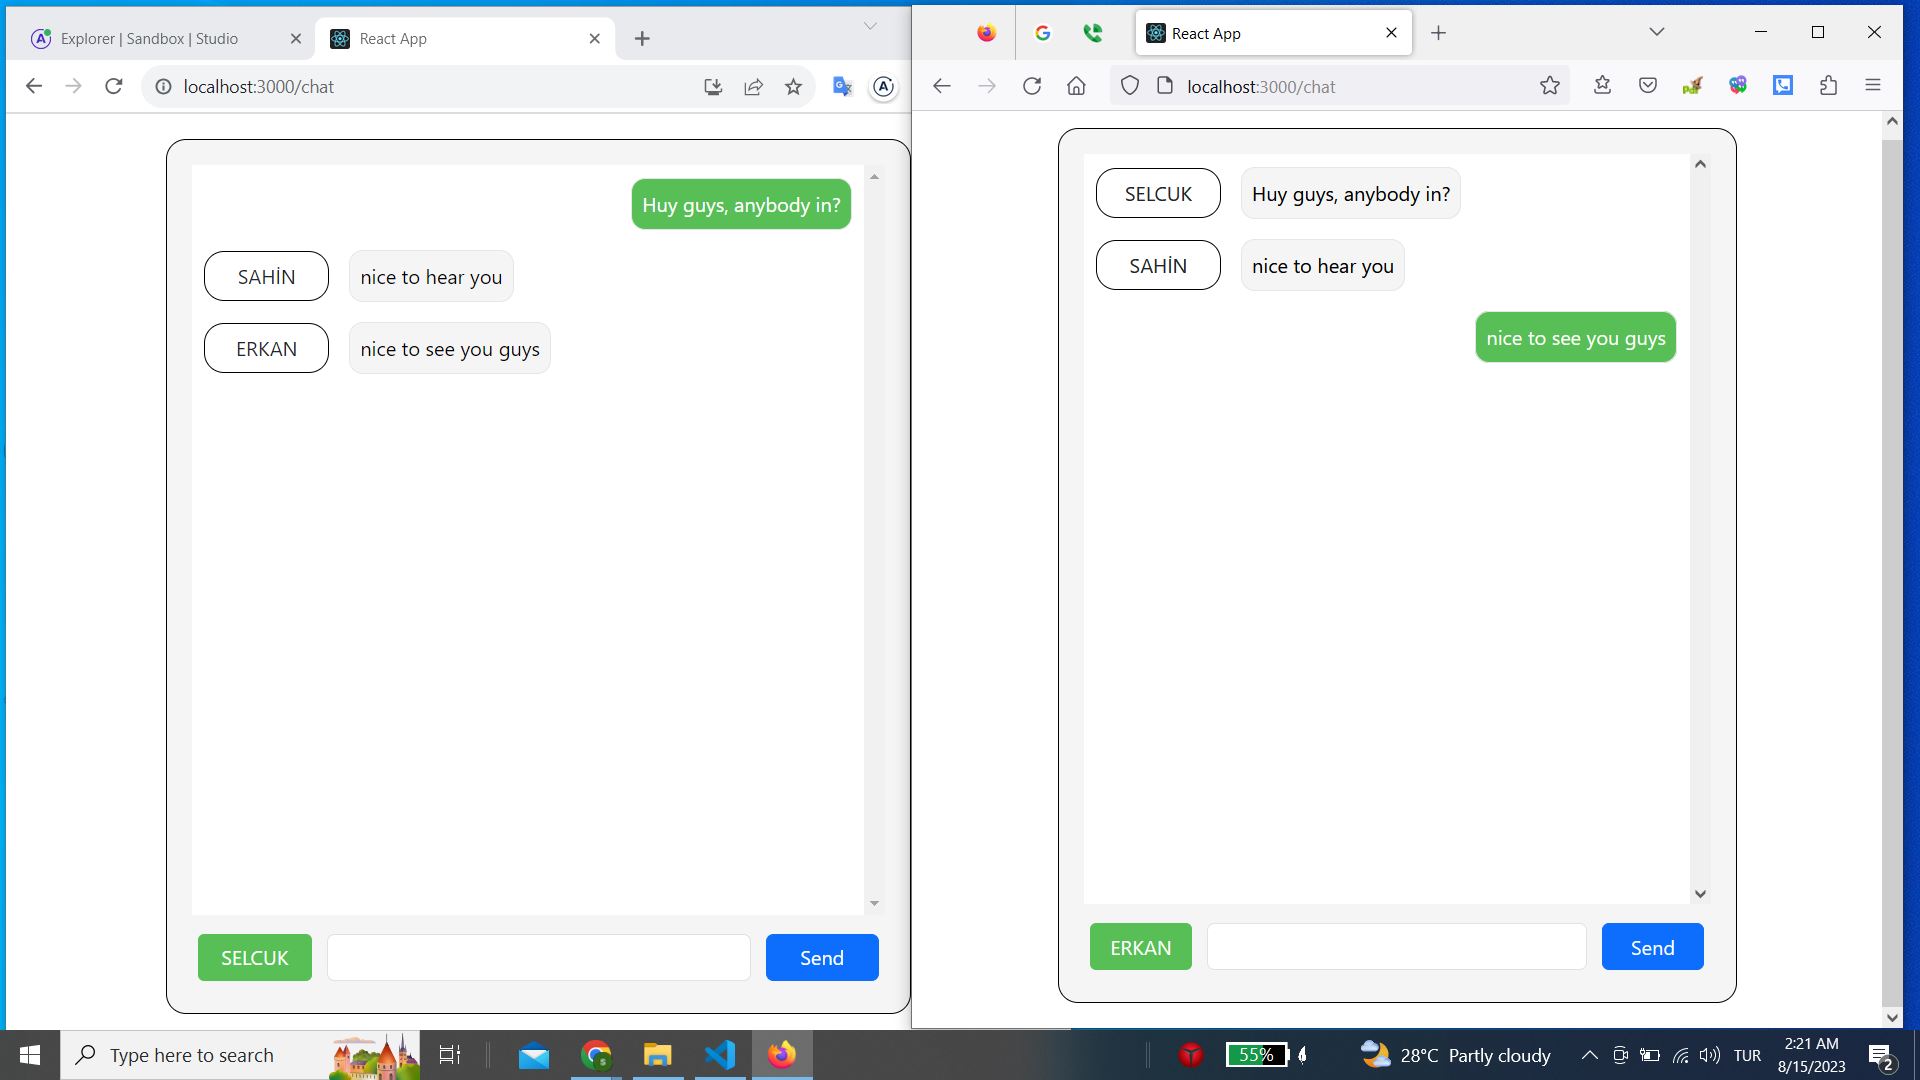 Explorer | Sandbox | Studio
React App
localhost:3000/chat
Huy guys, anybody in?
SAHİN
nice to hear you
ERKAN
nice to see you guys
SELCUK
Send
React App
localhost:3000/chat
SELCUK
Huy guys, anybody in?
SAHİN
nice to hear you
nice to see you guys
ERKAN
Send
Type here to search
55%
28°C Partly cloudy
TUR
2:21 AM
8/15/2023
2